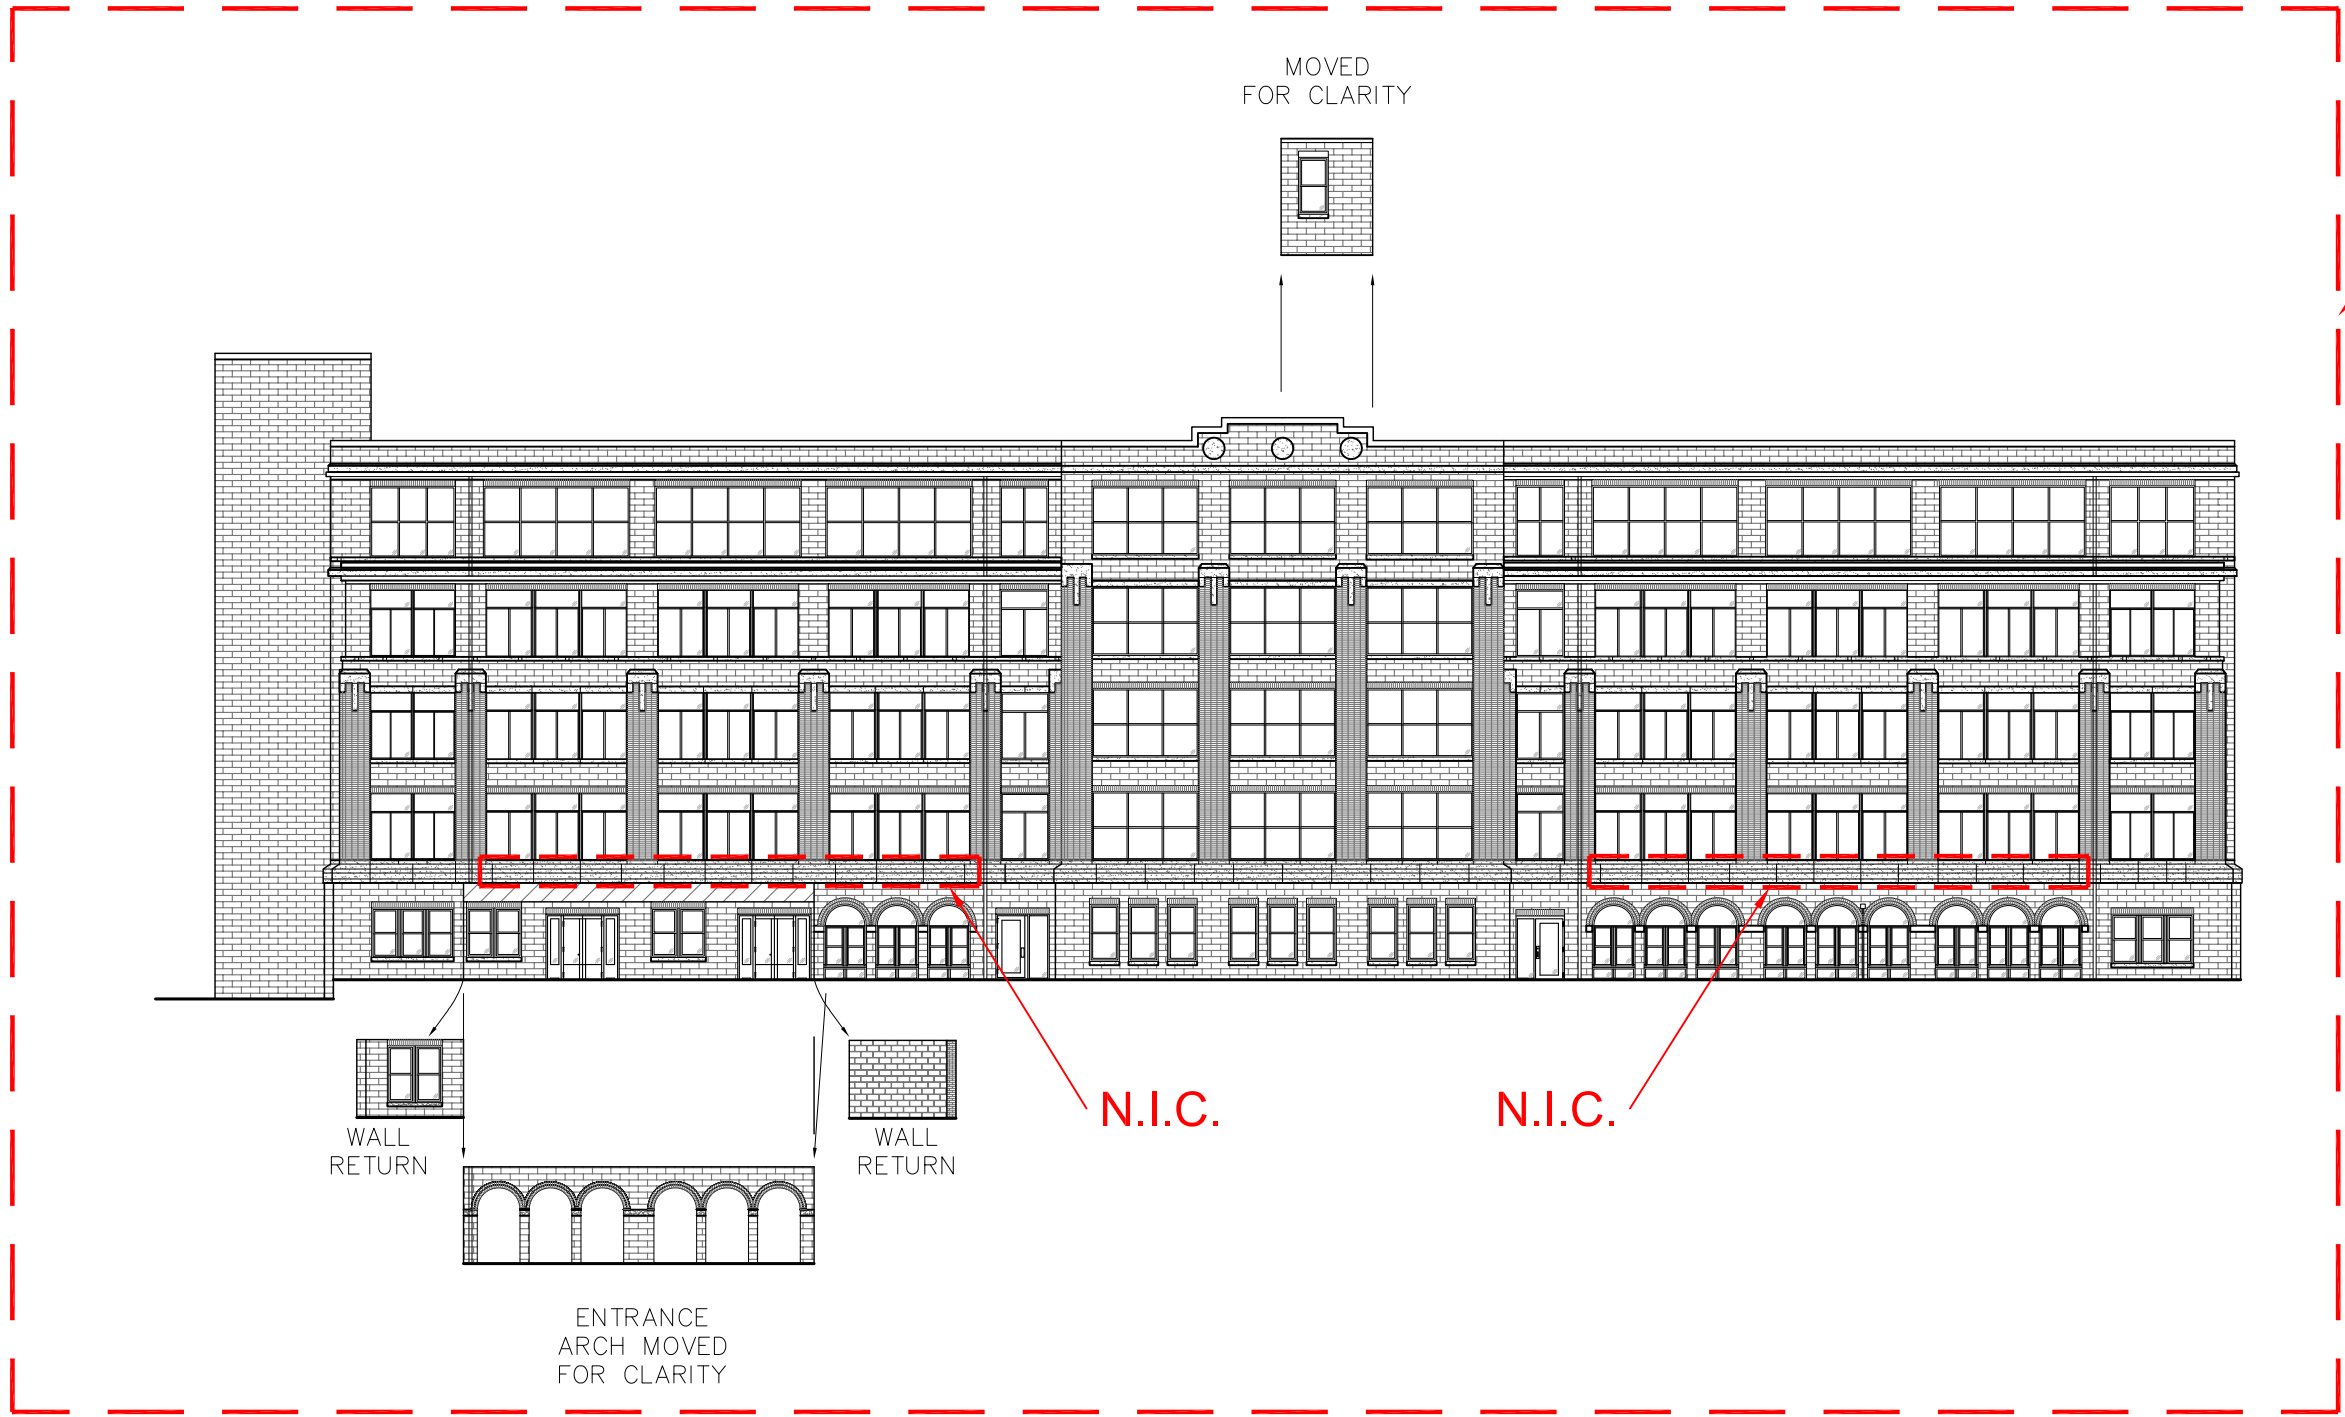 MOVED
FOR CLARITY
N.I.C.
N.I.C.
WALL
RETURN
WALL
RETURN
ENTRANCE
ARCH MOVED
FOR CLARITY